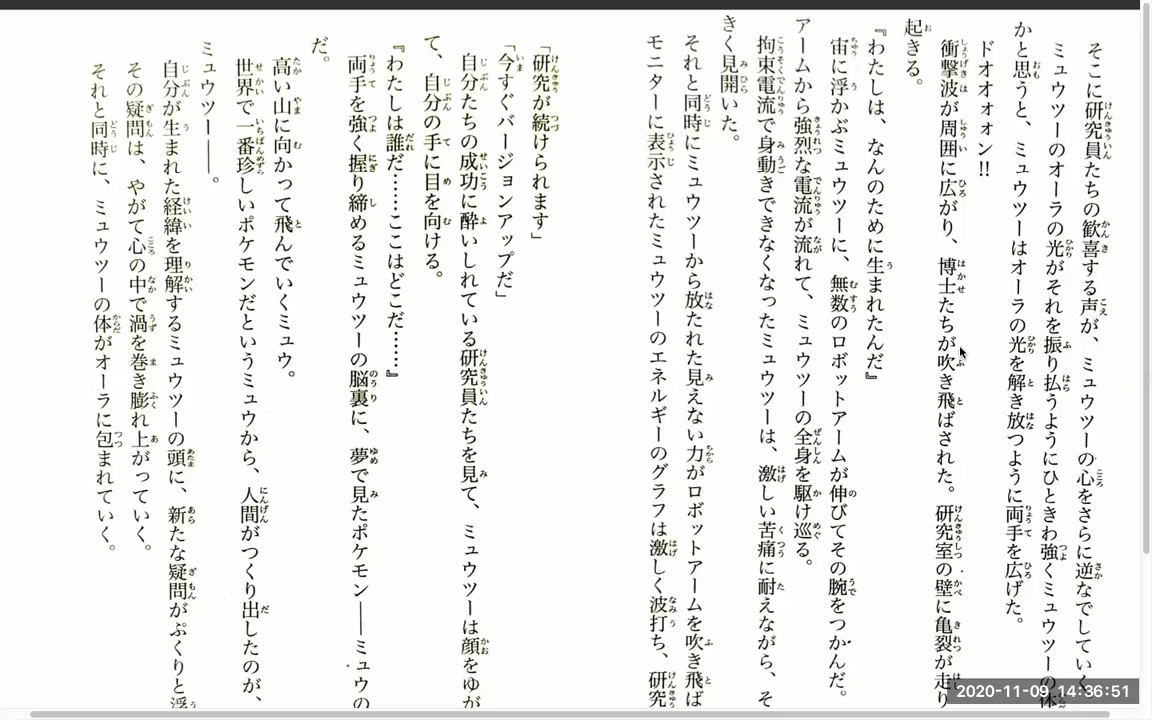 そこに研究員たちの歓喜する声が、ミュウツーの心をさらに逆なでしていく
ミュウツーのオーラの光がそれを振り払うようにひときわ強くミュウツーの体
かと思うと、ミュウツーはオーラの光を解き放つように両手を広げた。
ドオオォォン!!
衝撃波が周囲に広がり、博士たちが吹き飛ばされた。研究室の壁に亀裂が走り
起きる。
『わたしは、なんのために生まれたんだ』
宙に浮かぶミュウツーに、無数のロボットアームが伸びてその腕をつかんだ。
アームから強烈な電流が流れて、ミュウツーの全身を駆け巡る。
拘束電流で身動きできなくなったミュウツーは、激しい苦痛に耐えながら、そ
きく見開いた。
それと同時にミュウツーから放たれた見えない力がロボットアームを吹き飛ば
モニターに表示されたミュウツーのエネルギーのグラフは激しく波打ち、研究
「研究が続けられます」
「今すぐバージョンアップだ」
自分たちの成功に酔いしれている研究員たちを見て、ミュウツーは顔をゆが
て、自分の手に目を向ける。
『わたしは誰だ……ここはどこだ……』
両手を強く握り締めるミュウツーの脳裏に、夢で見たポケモン――ミュウの
だ。
高い山に向かって飛んでいくミュウ。
世界で一番珍しいポケモンだというミュウから、人間がつくり出したのが、
ミュウツー――。
自分が生まれた経緯を理解するミュウツーの頭に、新たな疑問がぷくりと浮
その疑問は、やがて心の中で渦を巻き膨れ上がっていく。
それと同時に、ミュウツーの体がオーラに包まれていく。
2020-11-09 14:36:51